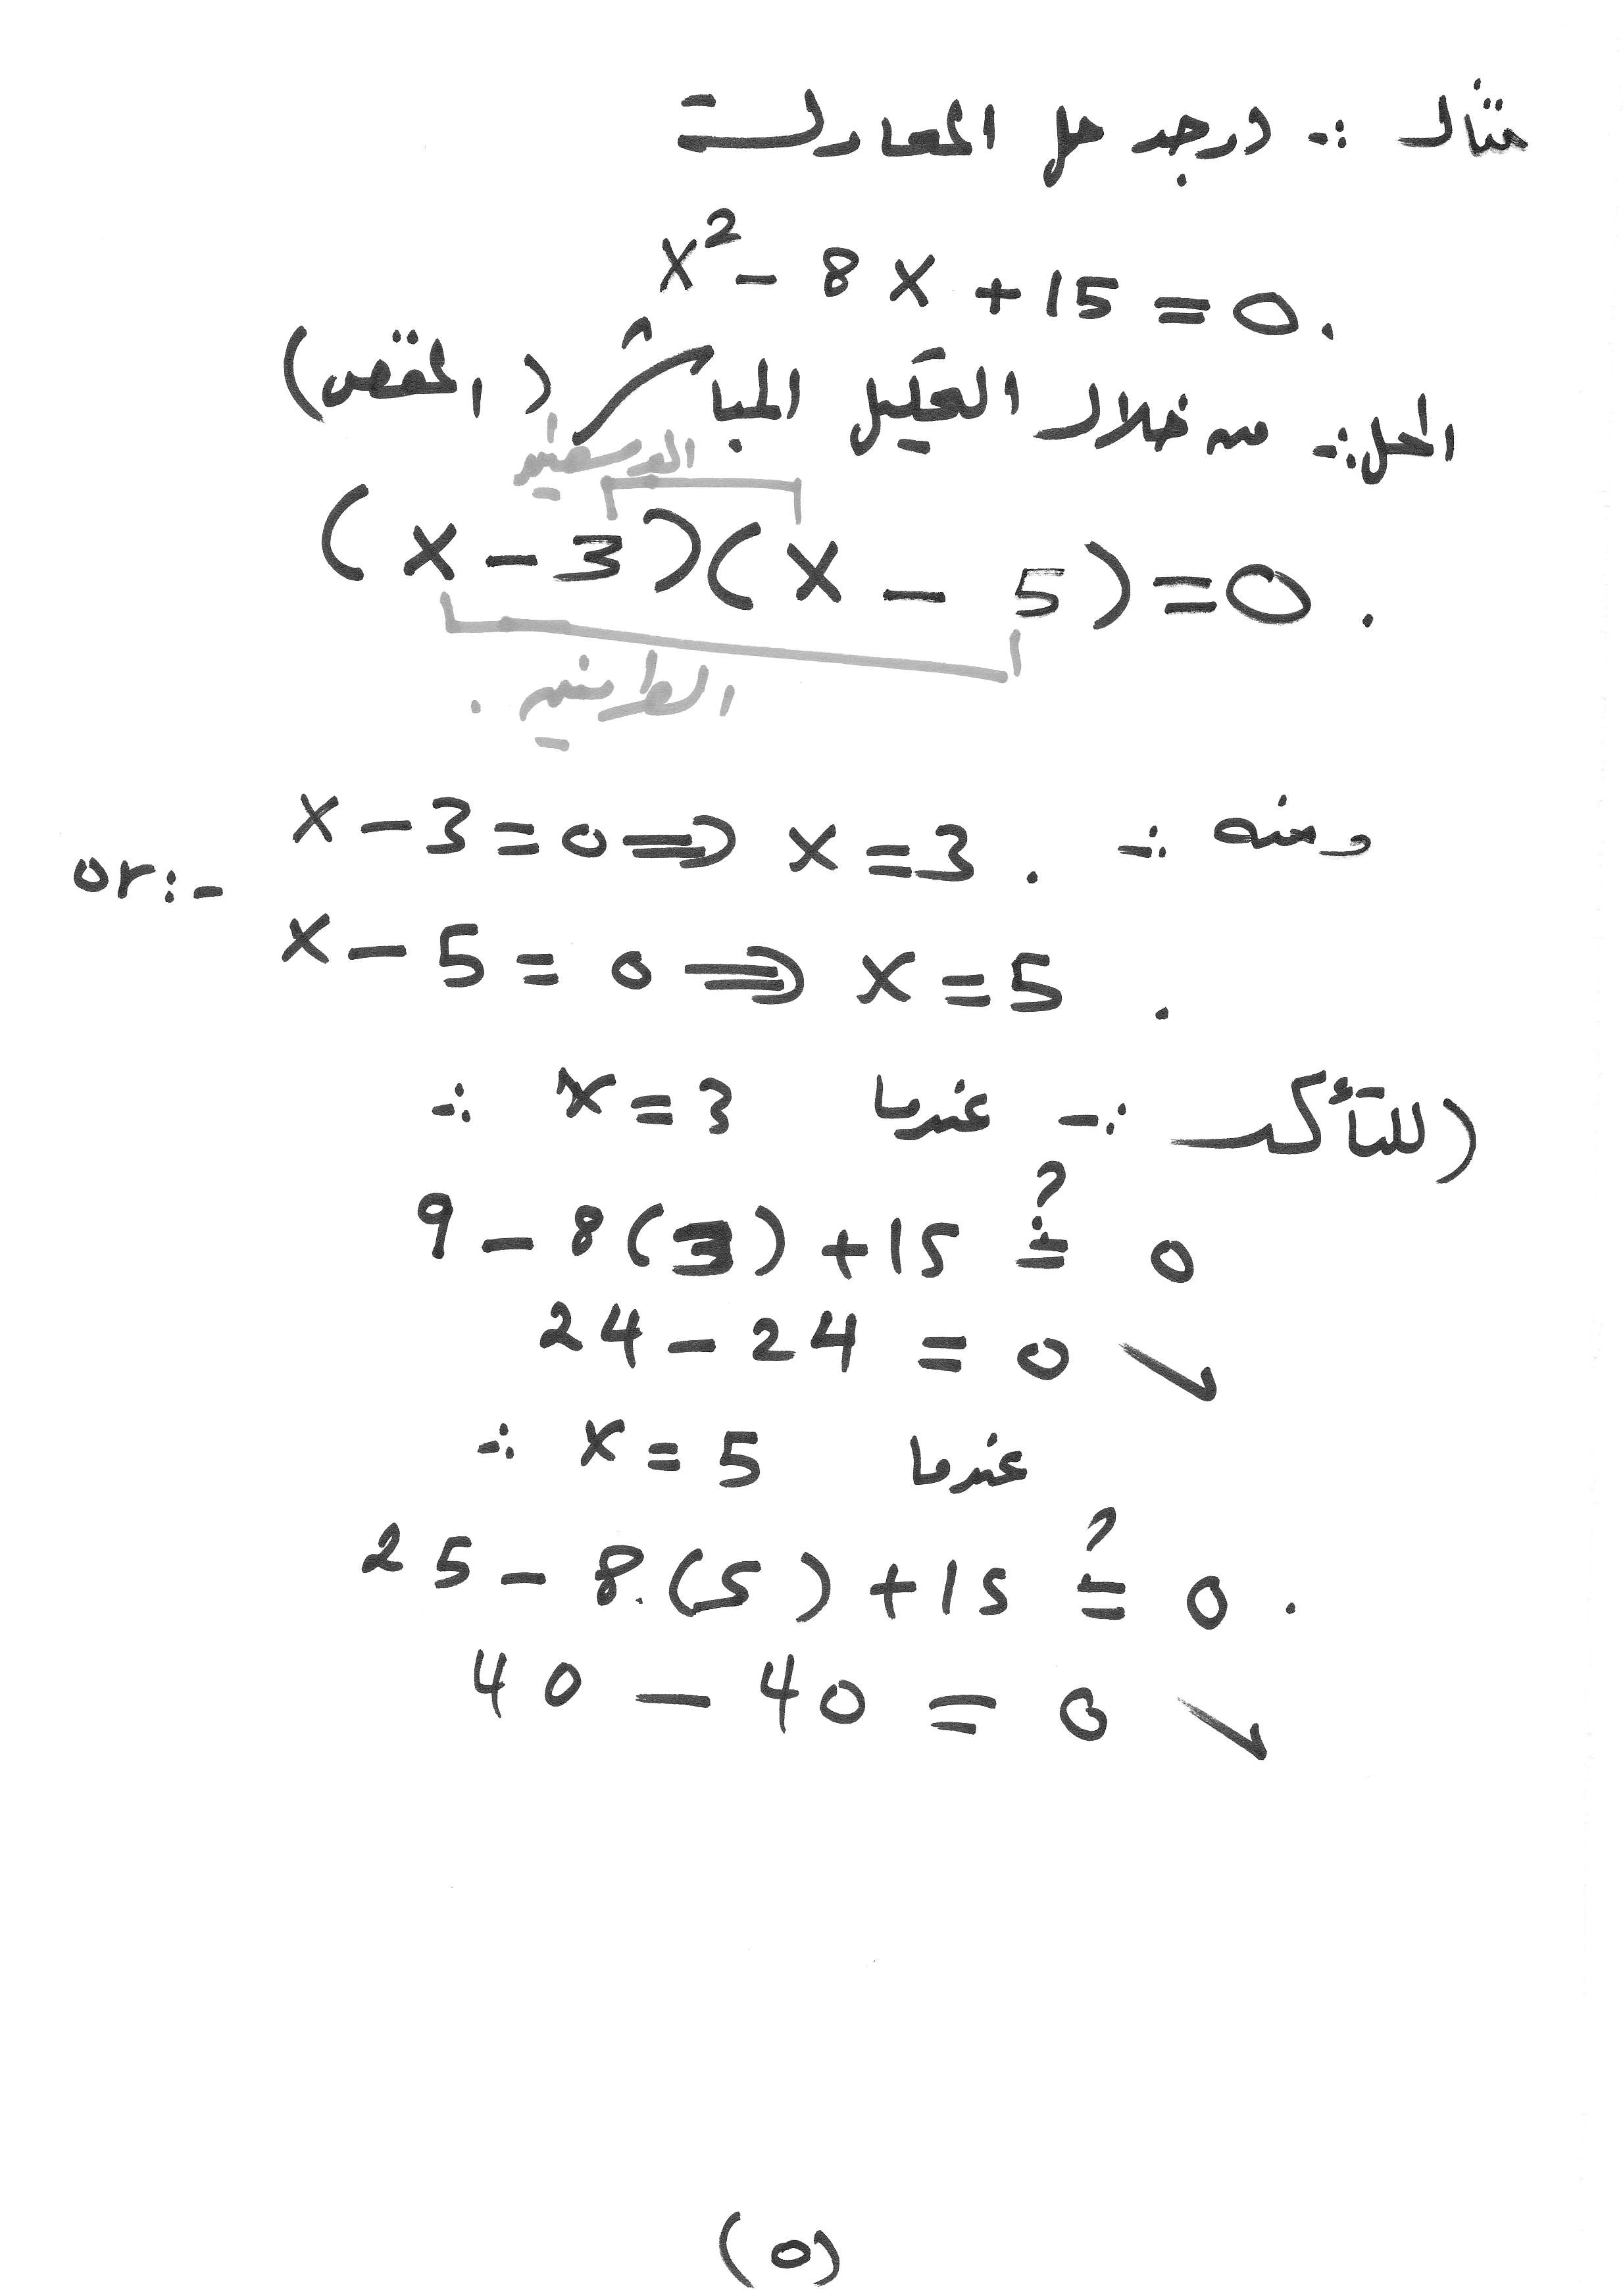 مثال :- اوجد حل المعادلة
x² - 8x + 15 = 0.
الحل :- من خلال التحليل المباشر (المقص)
الوسطين
(x - 3)(x - 5) = 0.
الطرفين.
ومنه :- x - 3 = 0 ⇒ x = 3.
or :-
x - 5 = 0 ⇒ x = 5.
(للتأكد :- عندما x = 3 :-
9 - 8(3) + 15 ≟ 0
24 - 24 = 0 ✓
عندما x = 5 :-
25 - 8.(5) + 15 ≟ 0.
40 - 40 = 0 ✓
(٥)